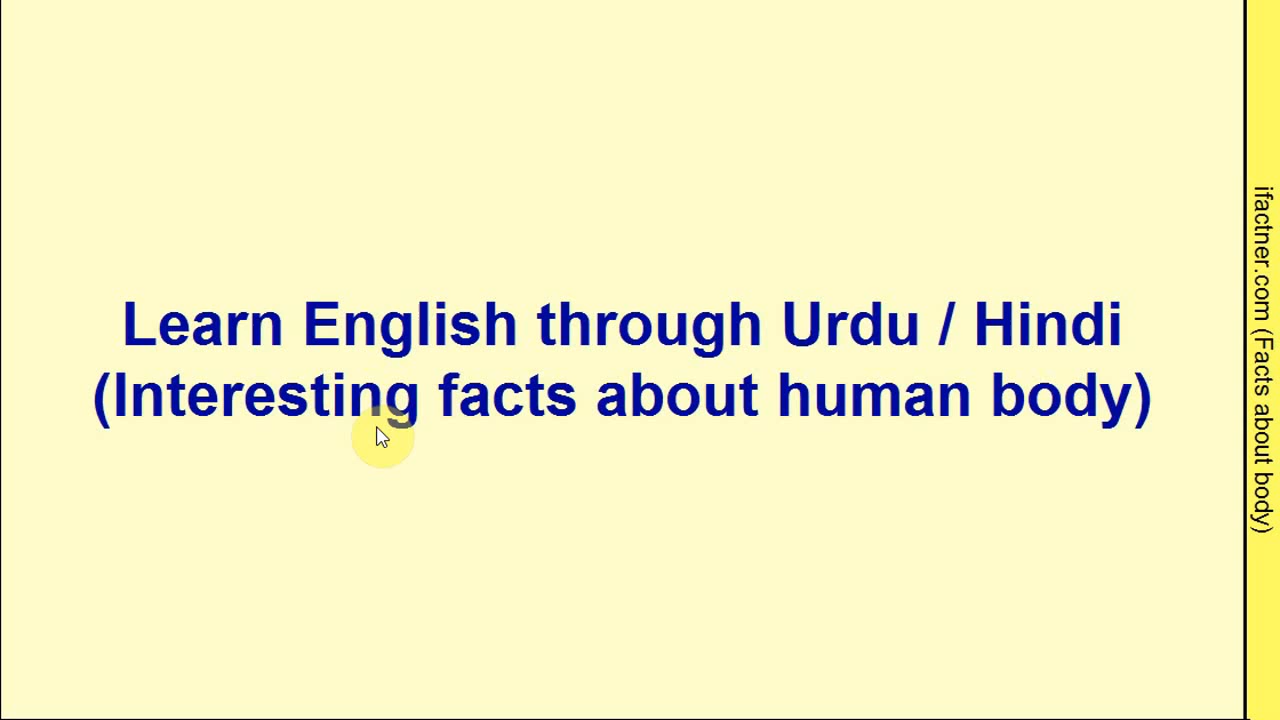 Learn English through Urdu / Hindi
(Interesting facts about human body)
ifactner.com (Facts about body)